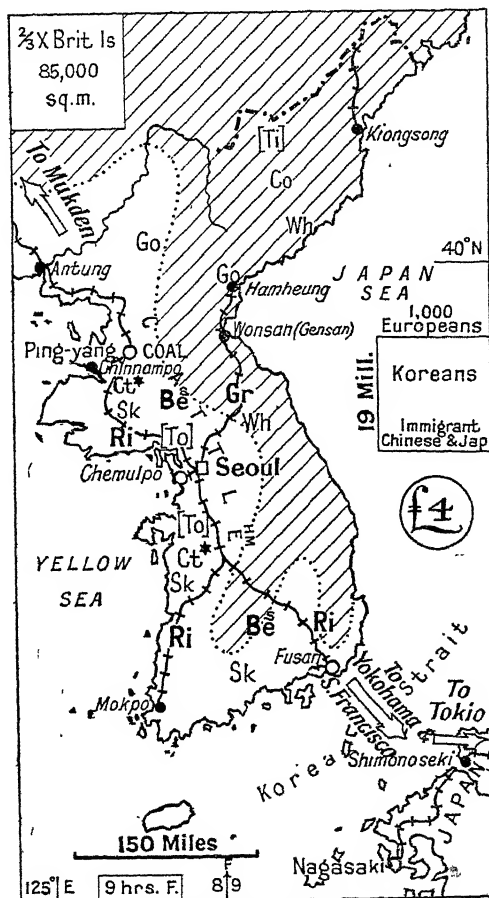 ⅔ X Brit Is
85,000
sq.m.
To Mukden
Kiongsong
[Ti]
Co
Go
Wh
40°N
Antung
Go
Hamheung
JAPAN
SEA
1,000
Europeans
Wonsan (Gensan)
Ping-yang
COAL
Chinnampo
19 Mill.
Koreans
Immigrant
Chinese & Jap
Ct*
Sk
Beˢ
Gr
Wh
Ri
[To]
CATTLE
Seoul
Chemulpo
£4
[To]
HM
Ct*
YELLOW
SEA
Sk
Ri
Beˢ
Ri
Sk
Fusan
Mokpo
To
Yokohama &
S. Francisco
To
Tokio
Korea Strait
Shimonoseki
JAPAN
150 Miles
Nagasaki
125° E
9 hrs. F.
F
8 9